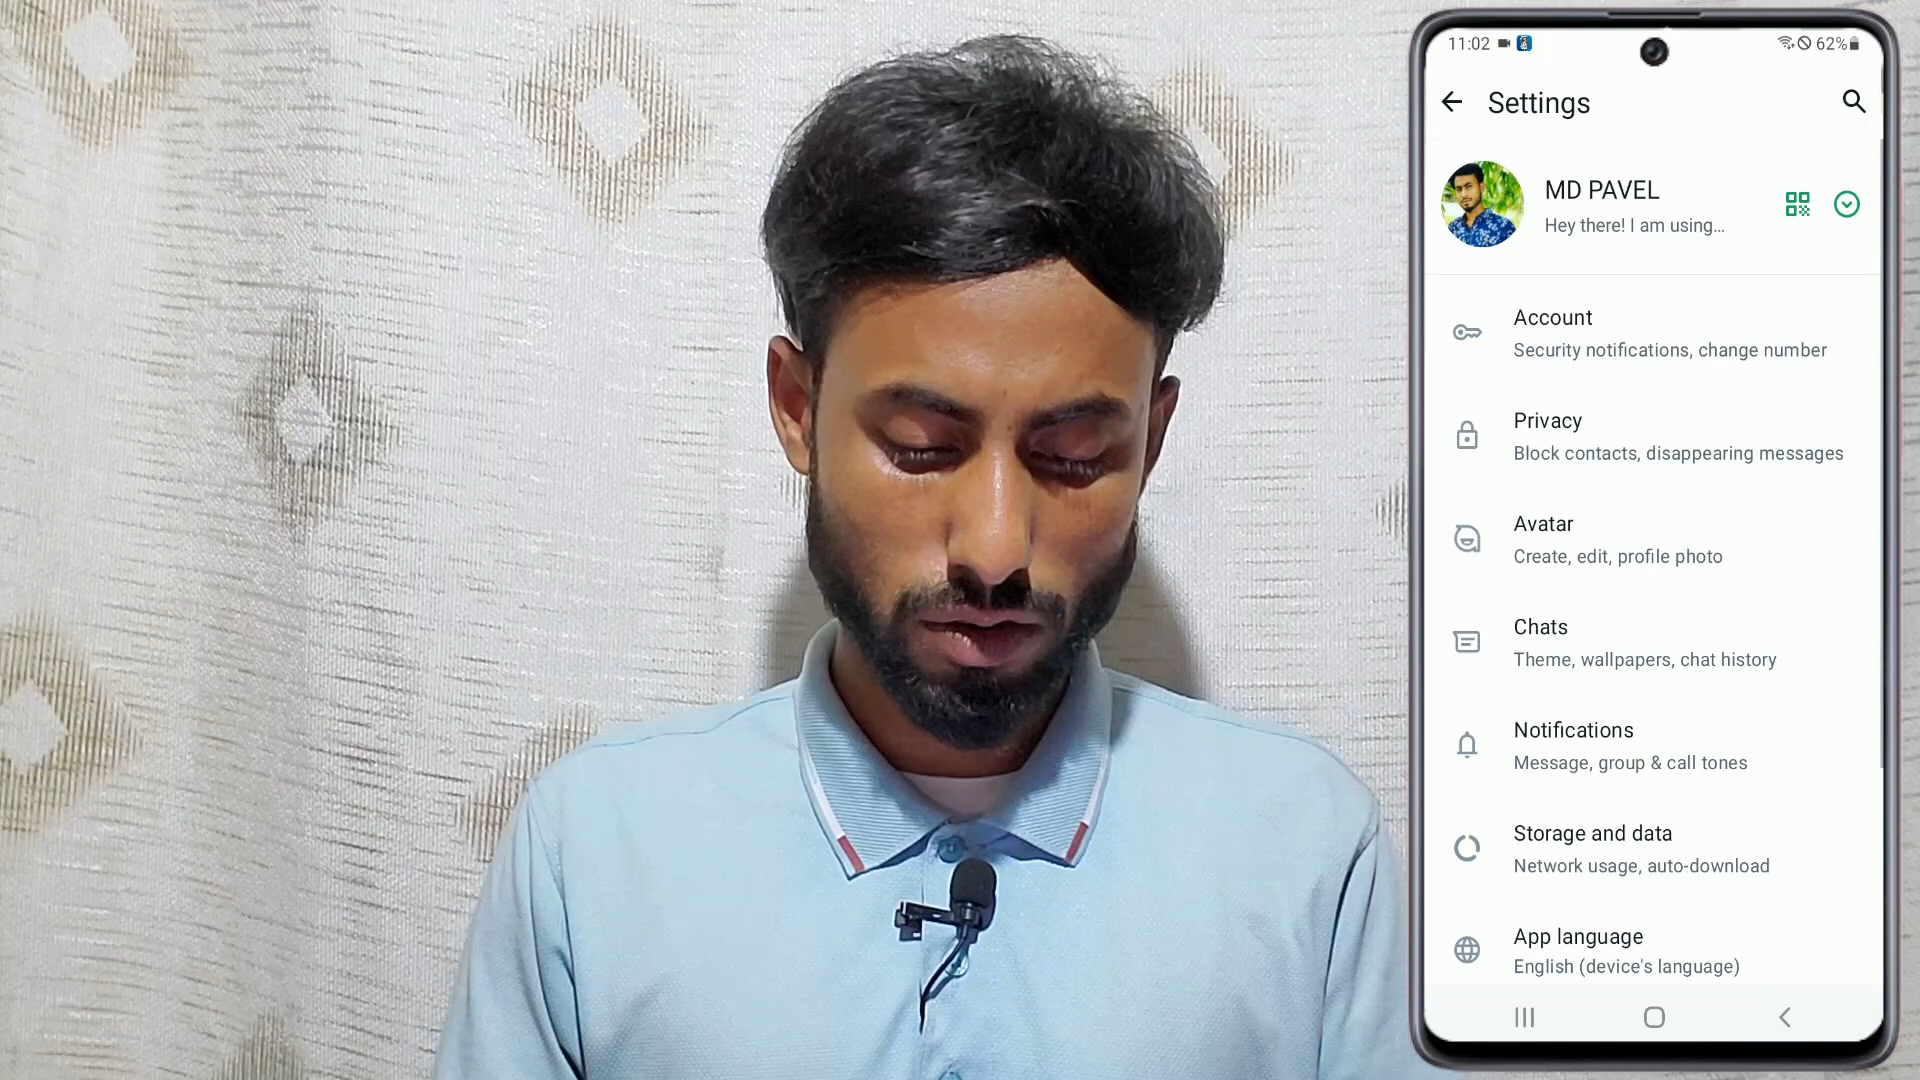 11:02
62%
Settings
MD PAVEL
Hey there! I am using...
Account
Security notifications, change number
Privacy
Block contacts, disappearing messages
Avatar
Create, edit, profile photo
Chats
Theme, wallpapers, chat history
Notifications
Message, group & call tones
Storage and data
Network usage, auto-download
App language
English (device's language)